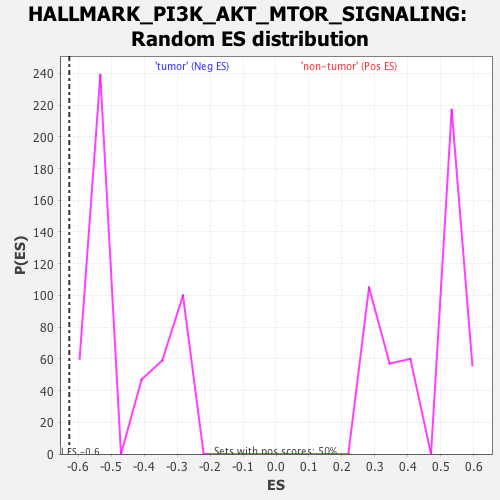 HALLMARK_PI3K_AKT_MTOR_SIGNALING:
Random ES distribution
'tumor' (Neg ES) 'non-tumor' (Pos ES)
P(ES)
240
220
200
180
160
140
120
100
80
60
40
20
0
ES -0.6 Sets with pos scores: 50%
-0.6 -0.5 -0.4 -0.3 -0.2 -0.1 0.0 0.1 0.2 0.3 0.4 0.5 0.6
ES